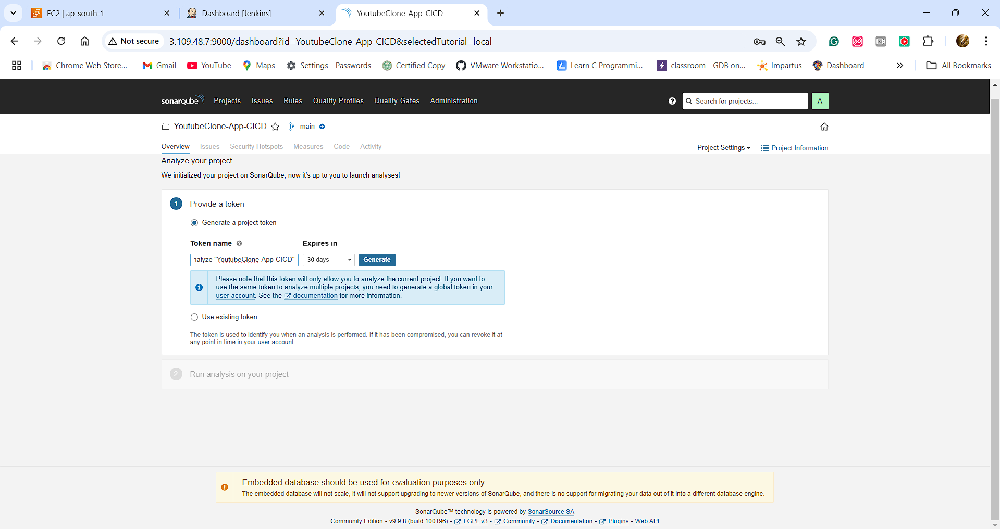 EC2 | ap-south-1
Dashboard [Jenkins]
YoutubeClone-App-CICD
Not secure
3.109.48.7:9000/dashboard?id=YoutubeClone-App-CICD&selectedTutorial=local
Chrome Web Store...
Gmail
YouTube
Maps
Settings - Passwords
Certified Copy
VMware Workstatio...
Learn C Programmi...
classroom - GDB on...
Impartus
Dashboard
All Bookmarks
sonarqube
Projects
Issues
Rules
Quality Profiles
Quality Gates
Administration
Search for projects...
A
YoutubeClone-App-CICD
main
Overview
Issues
Security Hotspots
Measures
Code
Activity
Project Settings
Project Information
Analyze your project
We initialized your project on SonarQube, now it's up to you to launch analyses!
1
Provide a token
Generate a project token
Token name
Expires in
nalyze "YoutubeClone-App-CICD"
30 days
Generate
Please note that this token will only allow you to analyze the current project. If you want to
use the same token to analyze multiple projects, you need to generate a global token in your
user account. See the documentation for more information.
Use existing token
The token is used to identify you when an analysis is performed. If it has been compromised, you can revoke it at
any point in time in your user account.
2
Run analysis on your project
Embedded database should be used for evaluation purposes only
The embedded database will not scale, it will not support upgrading to newer versions of SonarQube, and there is no support for migrating your data out of it into a different database engine.
SonarQube™ technology is powered by SonarSource SA
Community Edition - v9.9.8 (build 100196) - LGPL v3 - Community - Documentation - Plugins - Web API